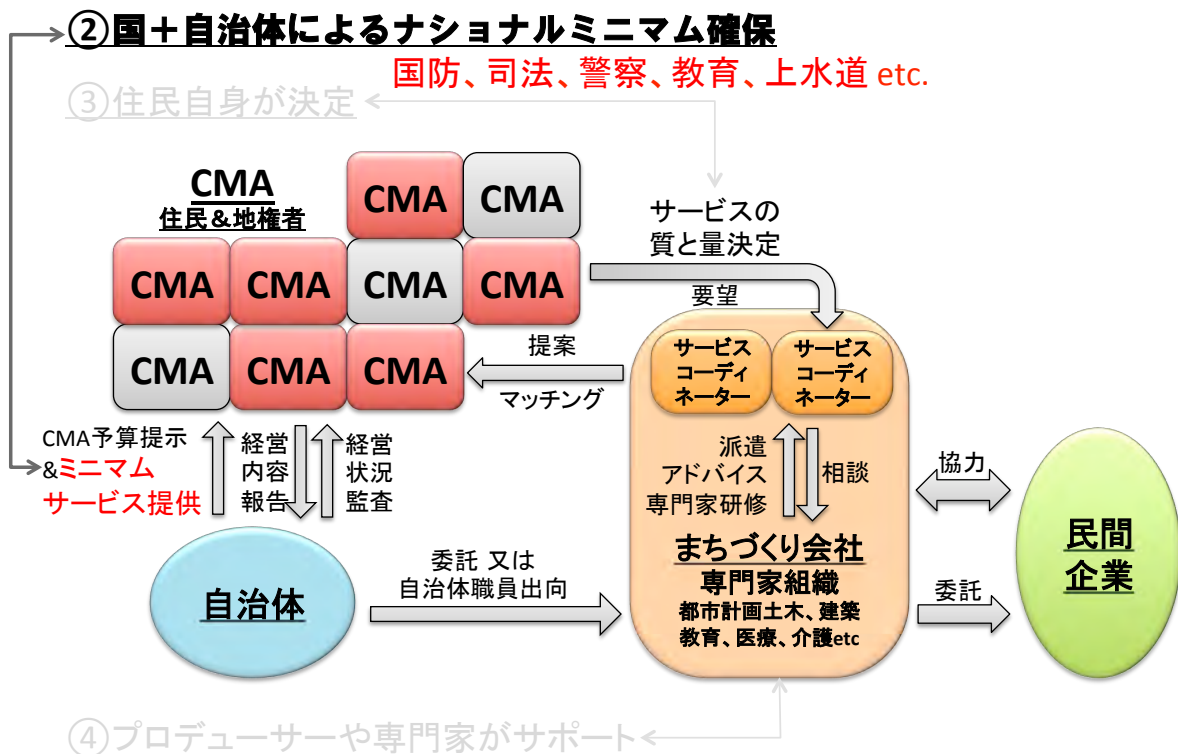 ②国＋自治体によるナショナルミニマム確保
国防、司法、警察、教育、上水道 etc.
③住民自身が決定
CMA
住民&地権者
CMA
CMA
CMA
CMA
CMA
CMA
CMA
CMA
CMA
サービスの
質と量決定
要望
提案
マッチング
サービス
コーディ
ネーター
サービス
コーディ
ネーター
CMA予算提示
&ミニマム
サービス提供
経営
内容
報告
経営
状況
監査
派遣
アドバイス
専門家研修
相談
協力
まちづくり会社
専門家組織
都市計画土木、建築
教育、医療、介護etc
自治体
委託 又は
自治体職員出向
委託
民間
企業
④プロデューサーや専門家がサポート